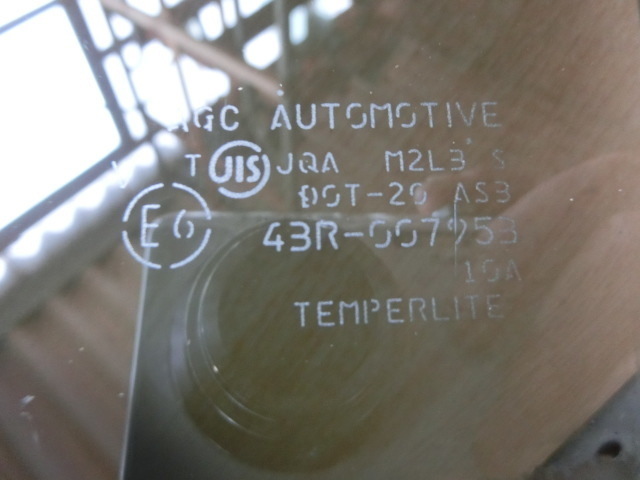 AGC AUTOMOTIVE
V T JIS JQA M2L3 S
DOT-20 AS3
E6 43R-007953
10A
TEMPERLITE